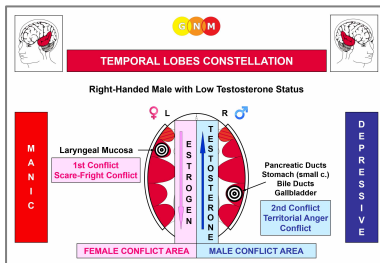 GNM
TEMPORAL LOBES CONSTELLATION
Right-Handed Male with Low Testosterone Status
♀ L
R ♂
MANIC
Laryngeal Mucosa
1st Conflict
Scare-Fright Conflict
ESTROGEN
TESTOSTERONE
Pancreatic Ducts
Stomach (small c.)
Bile Ducts
Gallbladder
2nd Conflict
Territorial Anger
Conflict
DEPRESSIVE
FEMALE CONFLICT AREA
MALE CONFLICT AREA